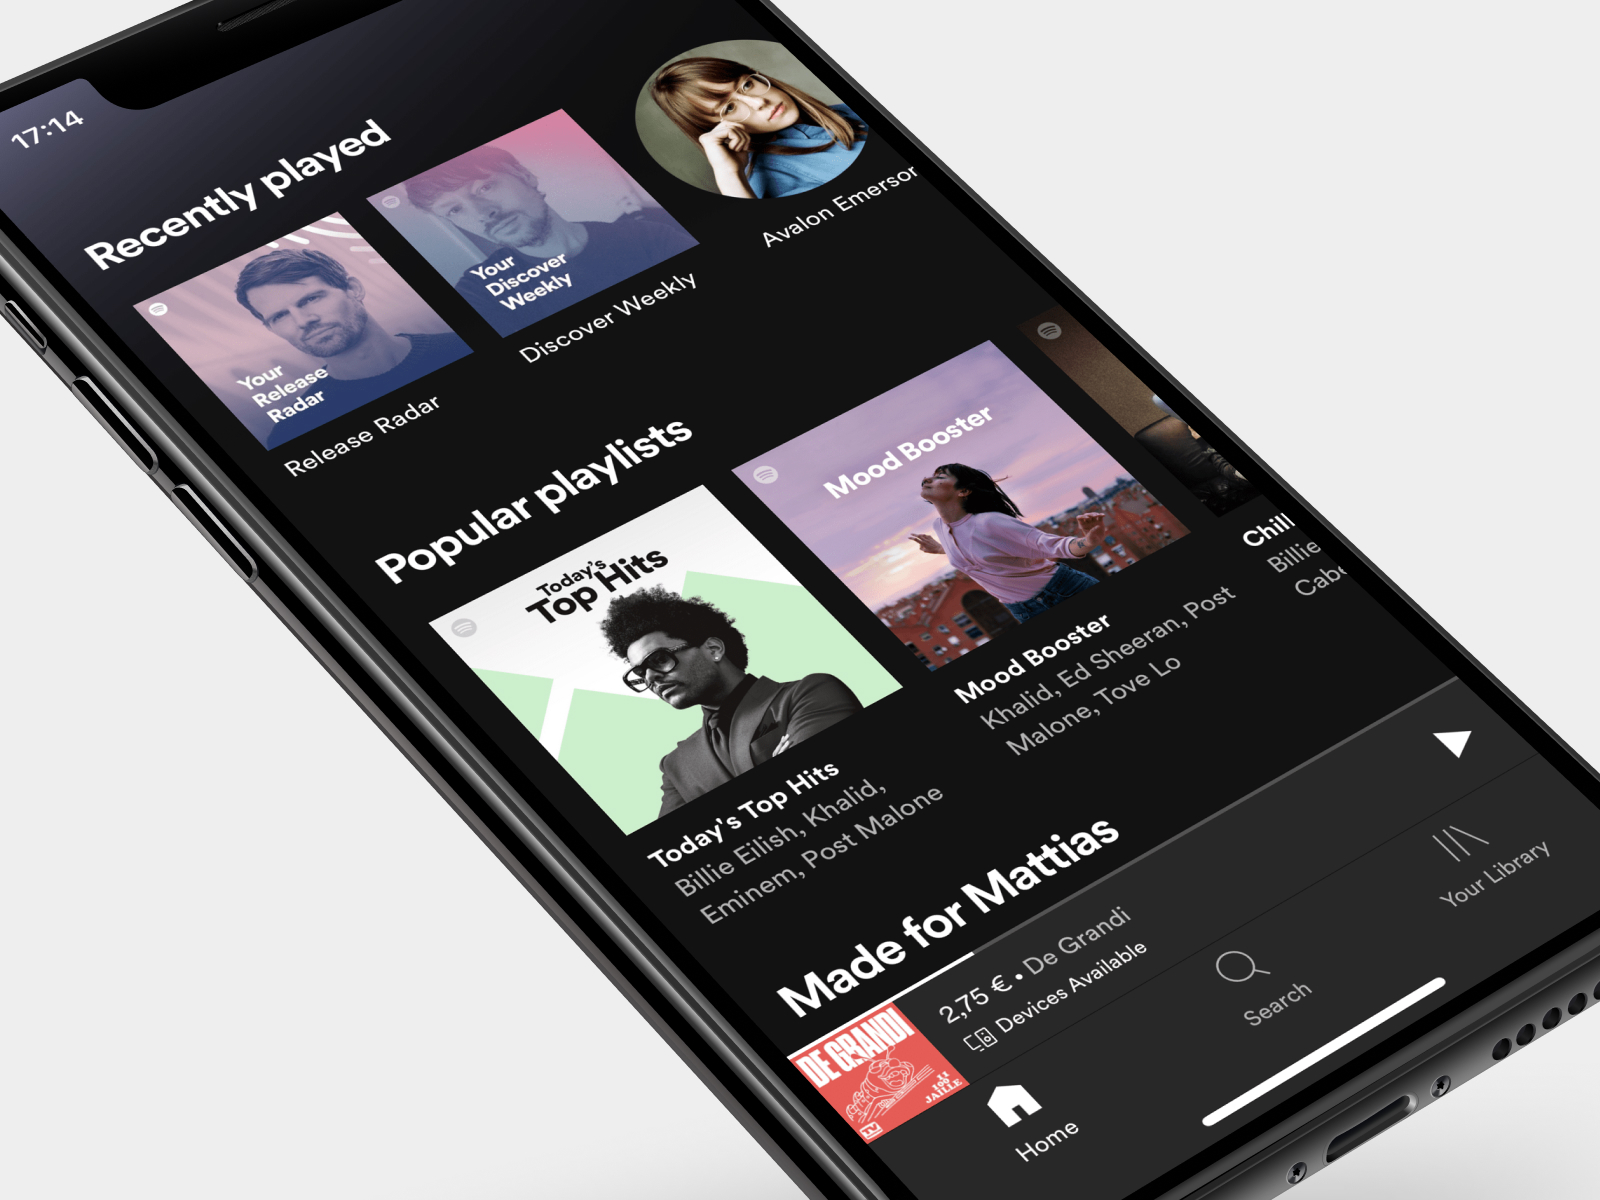 17:14
Recently played
Your
Release
Radar
Release Radar
Your
Discover
Weekly
Discover Weekly
Avalon Emerson
Popular playlists
Today's
Top Hits
Today's Top Hits
Billie Eilish, Khalid,
Eminem, Post Malone
Mood Booster
Mood Booster
Khalid, Ed Sheeran, Post
Malone, Tove Lo
Chill
Billie
Made for Mattias
DE GRANDI
JAILLE
2,75 € • De Grandi
Devices Available
Home
Search
Your Library